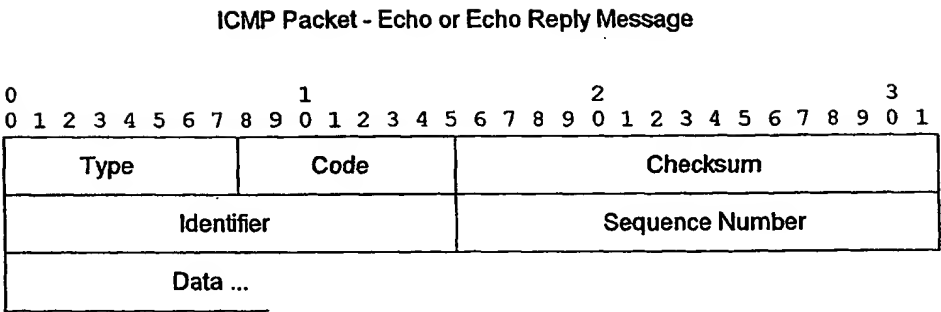 ICMP Packet - Echo or Echo Reply Message
0 1 2 3
0 1 2 3 4 5 6 7 8 9 0 1 2 3 4 5 6 7 8 9 0 1 2 3 4 5 6 7 8 9 0 1
Type Code Checksum
Identifier Sequence Number
Data ...